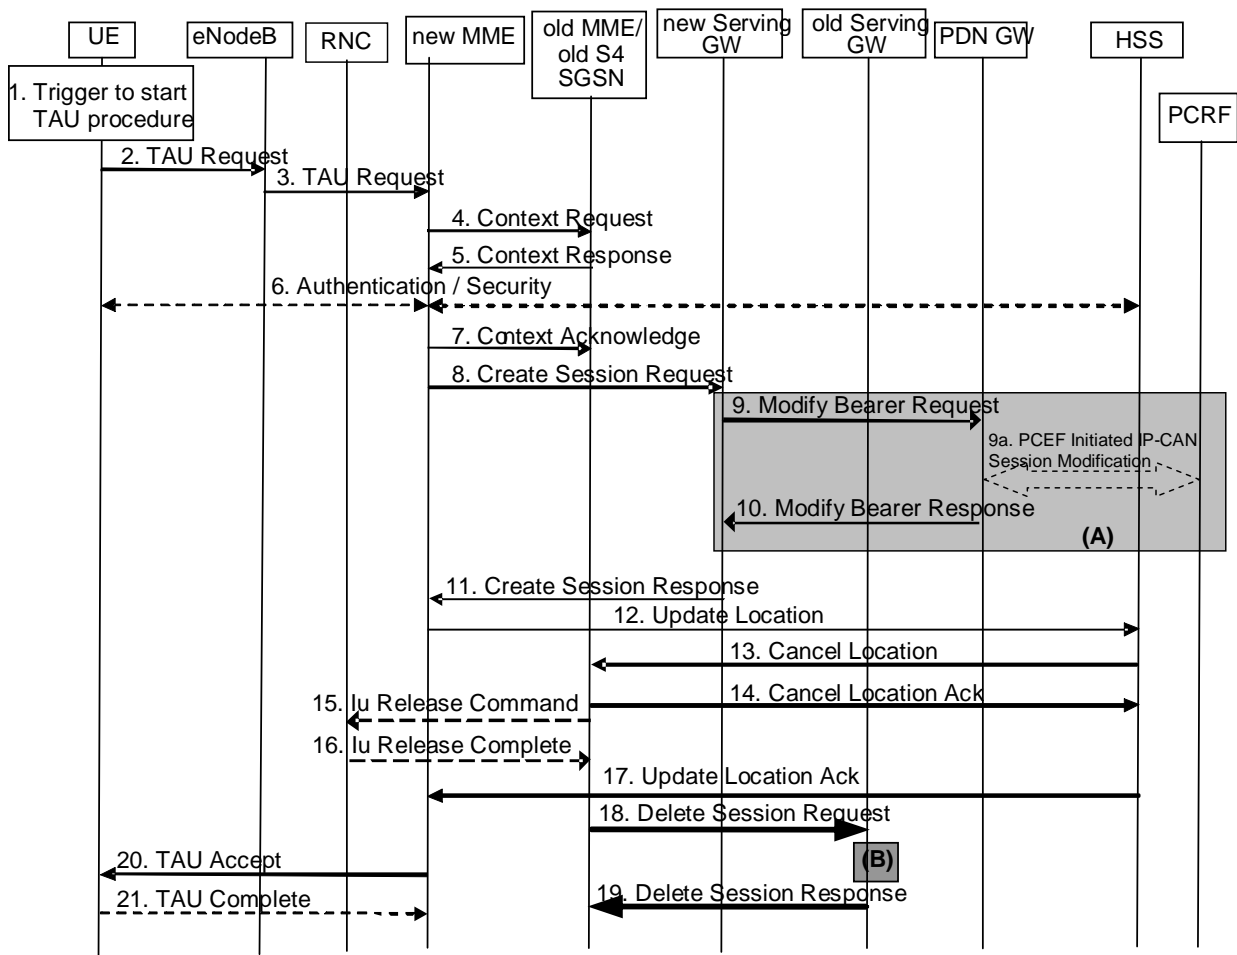 UE
eNodeB
RNC
new MME
old MME/
old S4
SGSN
new Serving
GW
old Serving
GW
PDN GW
HSS
PCRF
1. Trigger to start
TAU procedure
2. TAU Request
3. TAU Request
4. Context Request
5. Context Response
6. Authentication / Security
7. Context Acknowledge
8. Create Session Request
9. Modify Bearer Request
9a. PCEF Initiated IP-CAN
Session Modification
10. Modify Bearer Response
(A)
11. Create Session Response
12. Update Location
13. Cancel Location
14. Cancel Location Ack
15. Iu Release Command
16. Iu Release Complete
17. Update Location Ack
18. Delete Session Request
(B)
20. TAU Accept
19. Delete Session Response
21. TAU Complete